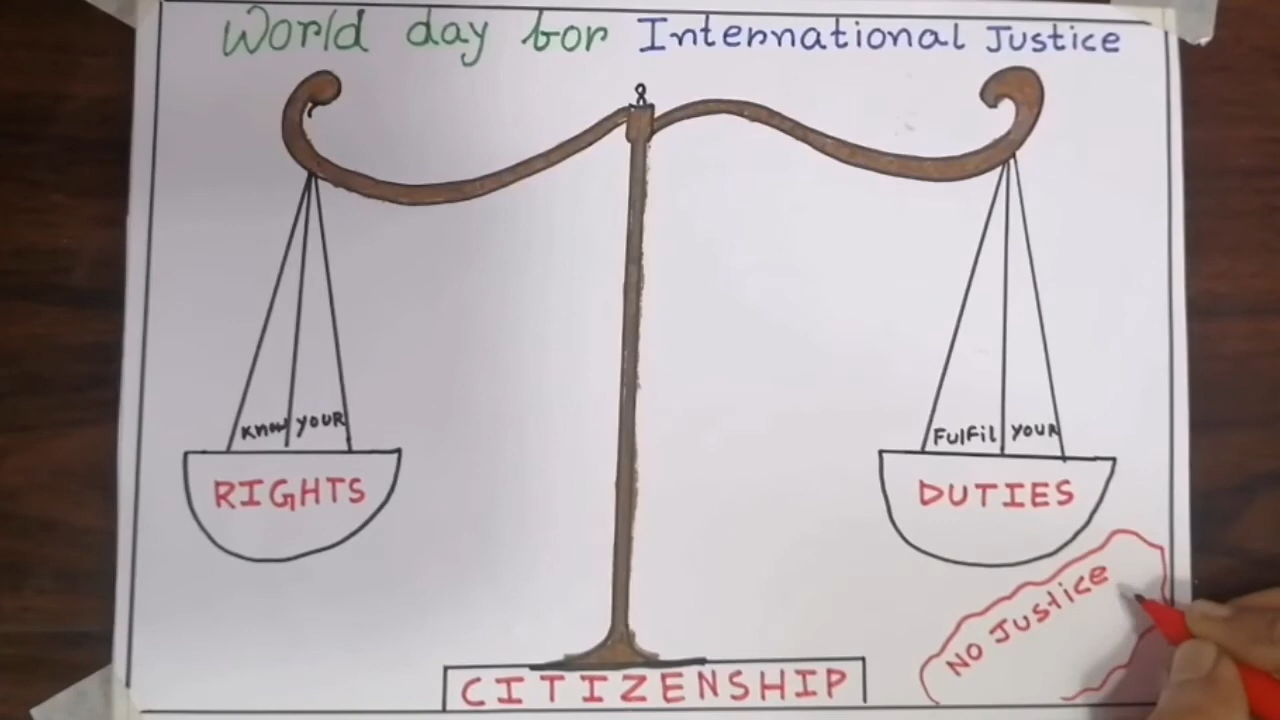 World day for International Justice
Know YOUR
RIGHTS
FulFil YOUR
DUTIES
NO JUSTICE
CITIZENSHIP